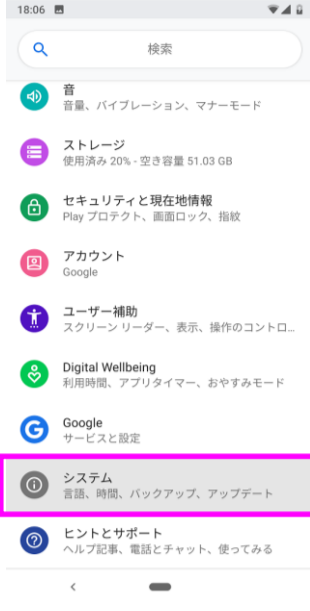 18:06
検索
音
音量、バイブレーション、マナーモード
ストレージ
使用済み 20% - 空き容量 51.03 GB
セキュリティと現在地情報
Play プロテクト、画面ロック、指紋
アカウント
Google
ユーザー補助
スクリーン リーダー、表示、操作のコントロ...
Digital Wellbeing
利用時間、アプリタイマー、おやすみモード
Google
サービスと設定
システム
言語、時間、バックアップ、アップデート
ヒントとサポート
ヘルプ記事、電話とチャット、使ってみる